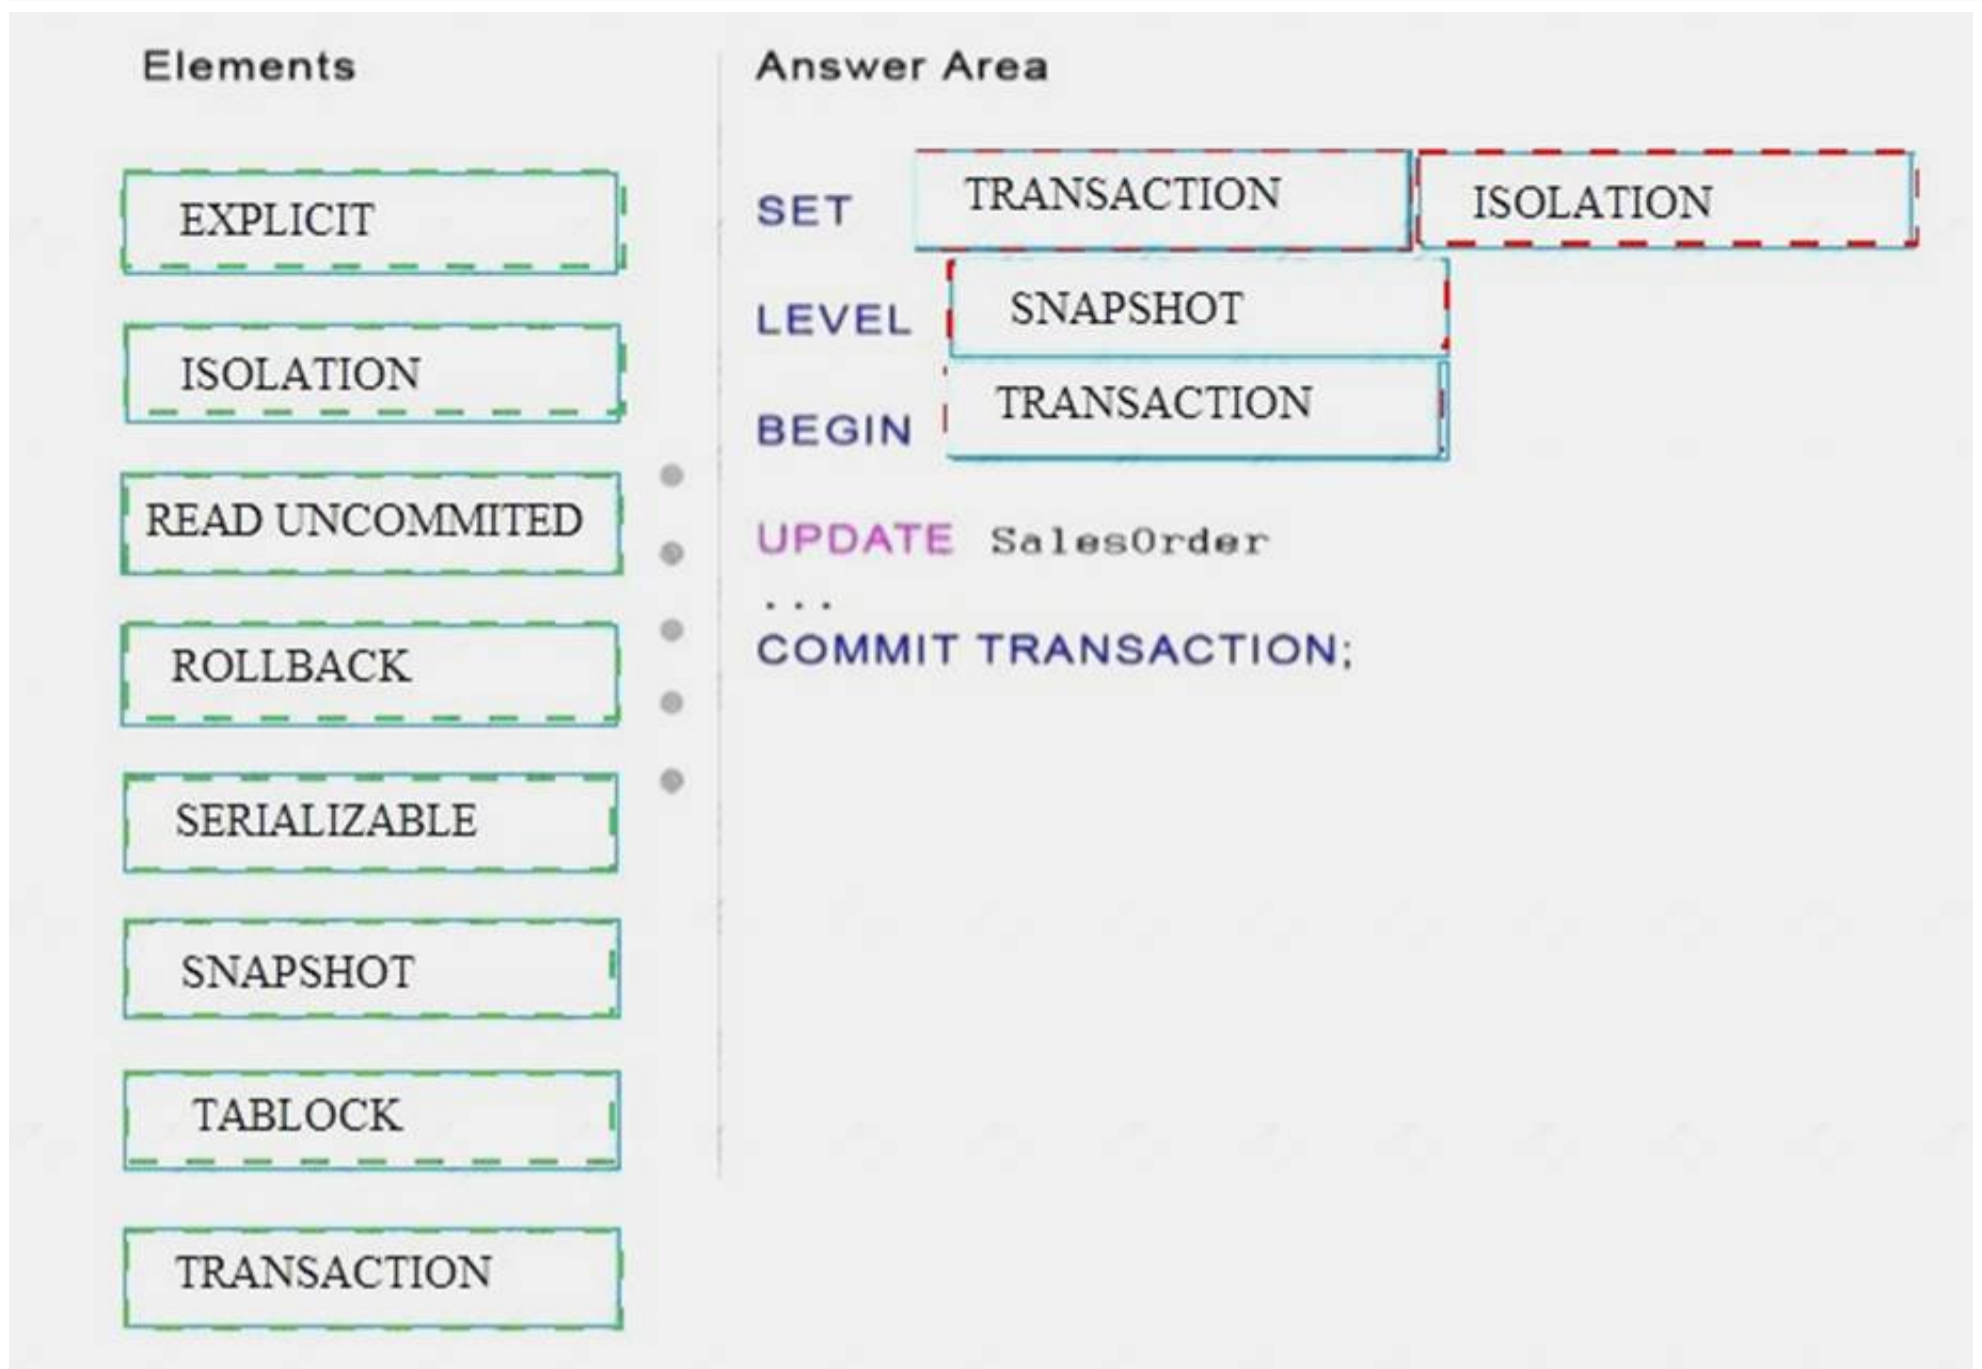 Elements
EXPLICIT
ISOLATION
READ UNCOMMITED
ROLLBACK
SERIALIZABLE
SNAPSHOT
TABLOCK
TRANSACTION
Answer Area
SET TRANSACTION ISOLATION
LEVEL SNAPSHOT
BEGIN TRANSACTION
UPDATE SalesOrder
...
COMMIT TRANSACTION;